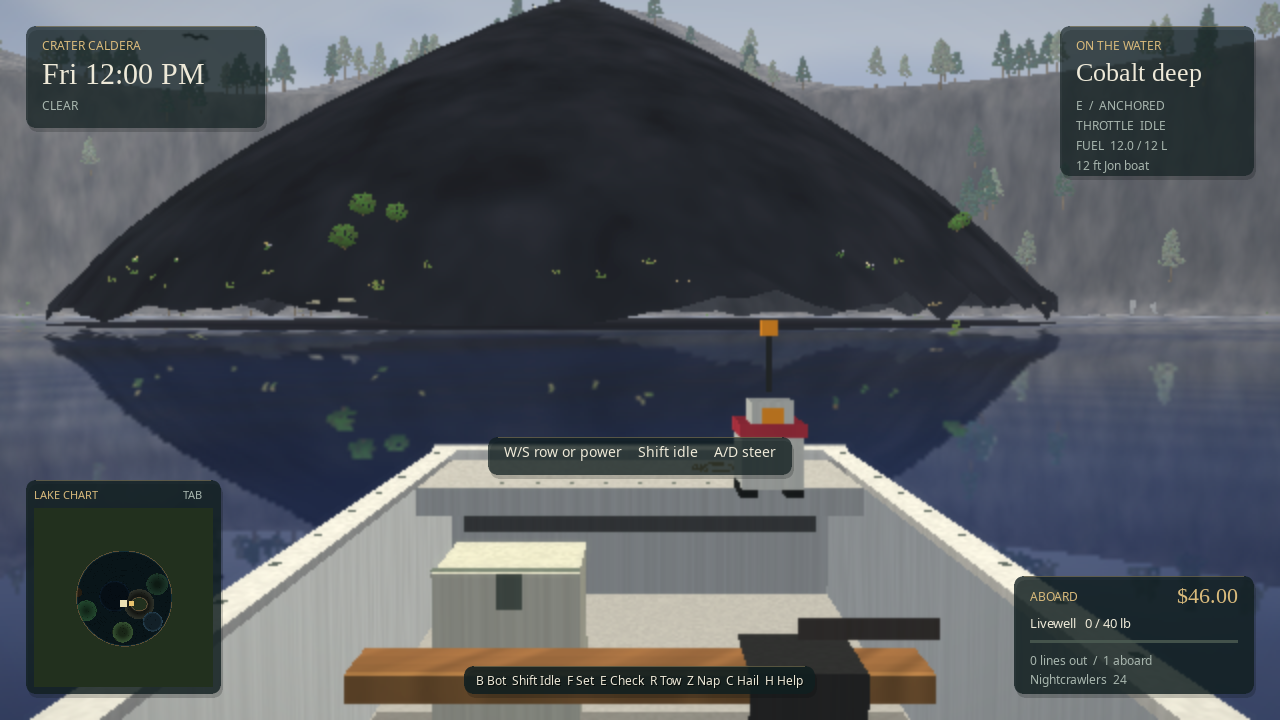 CRATER CALDERA
Fri 12:00 PM
CLEAR
ON THE WATER
Cobalt deep
E / ANCHORED
THROTTLE IDLE
FUEL 12.0 / 12 L
12 ft Jon boat
W/S row or power Shift idle A/D steer
LAKE CHART TAB
ABOARD $46.00
Livewell 0 / 40 lb
0 lines out / 1 aboard
Nightcrawlers 24
B Bot Shift Idle F Set E Check R Tow Z Nap C Hail H Help